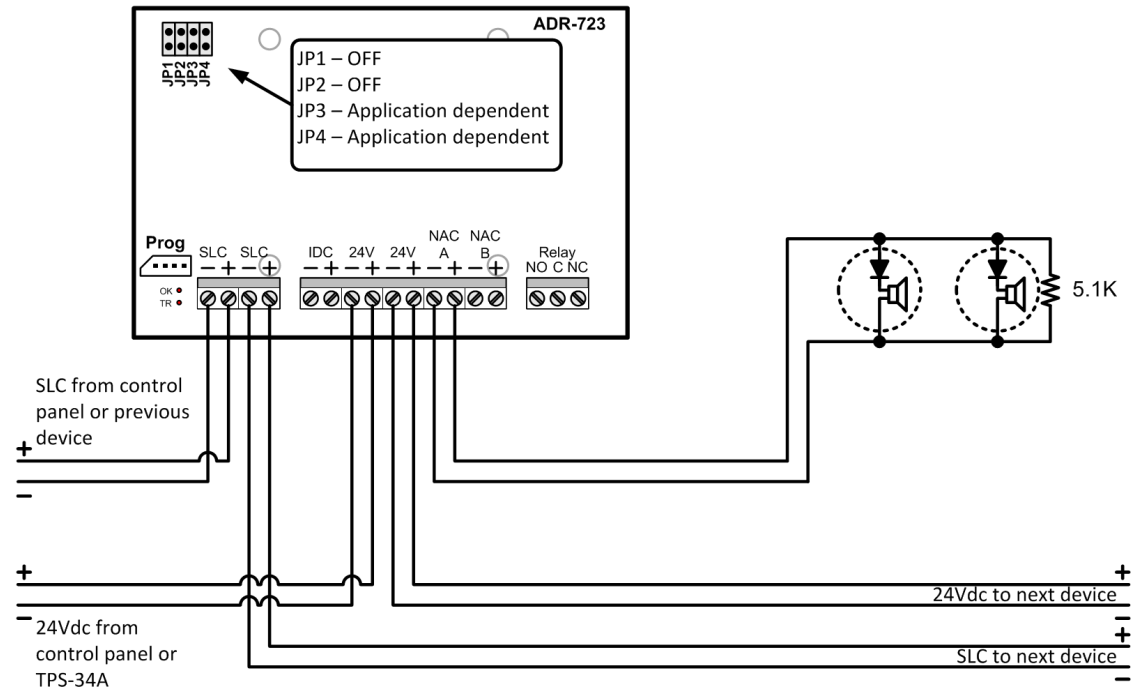 ADR-723
JP1
JP2
JP3
JP4
JP1 – OFF
JP2 – OFF
JP3 – Application dependent
JP4 – Application dependent
Prog
OK
TR
SLC SLC
– + – +
IDC 24V 24V NAC A NAC B
– + – + – + – + – +
Relay
NO C NC
5.1K
SLC from control
panel or previous
device
+
–
+
–
24Vdc from
control panel or
TPS-34A
+
24Vdc to next device
–
+
SLC to next device
–